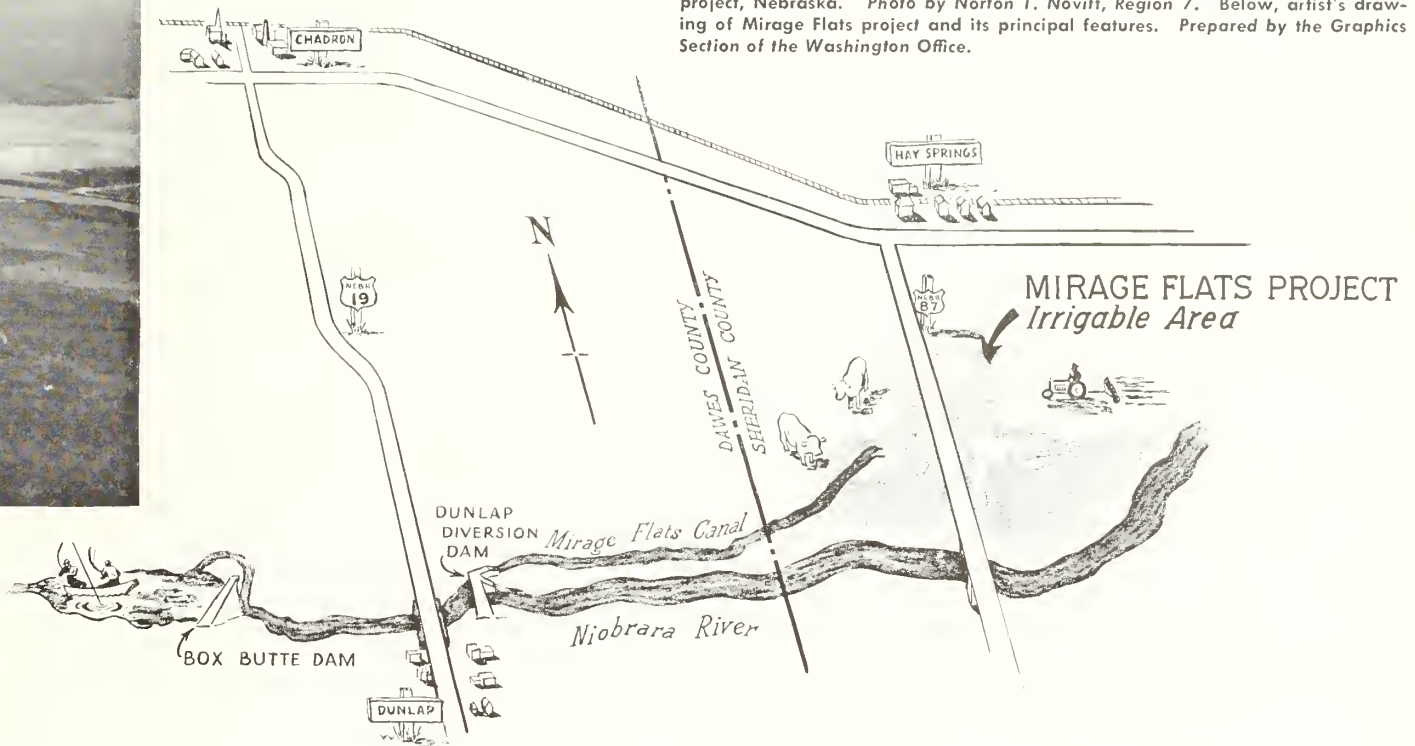 project, Nebraska. Photo by Norton T. Novitt, Region 7. Below, artist's draw-
ing of Mirage Flats project and its principal features. Prepared by the Graphics
Section of the Washington Office.
CHADRON
HAY SPRINGS
N
NEBR
19
NEBR
87
MIRAGE FLATS PROJECT
Irrigable Area
DAWES COUNTY
SHERIDAN COUNTY
DUNLAP
DIVERSION
DAM
Mirage Flats Canal
Niobrara River
BOX BUTTE DAM
DUNLAP